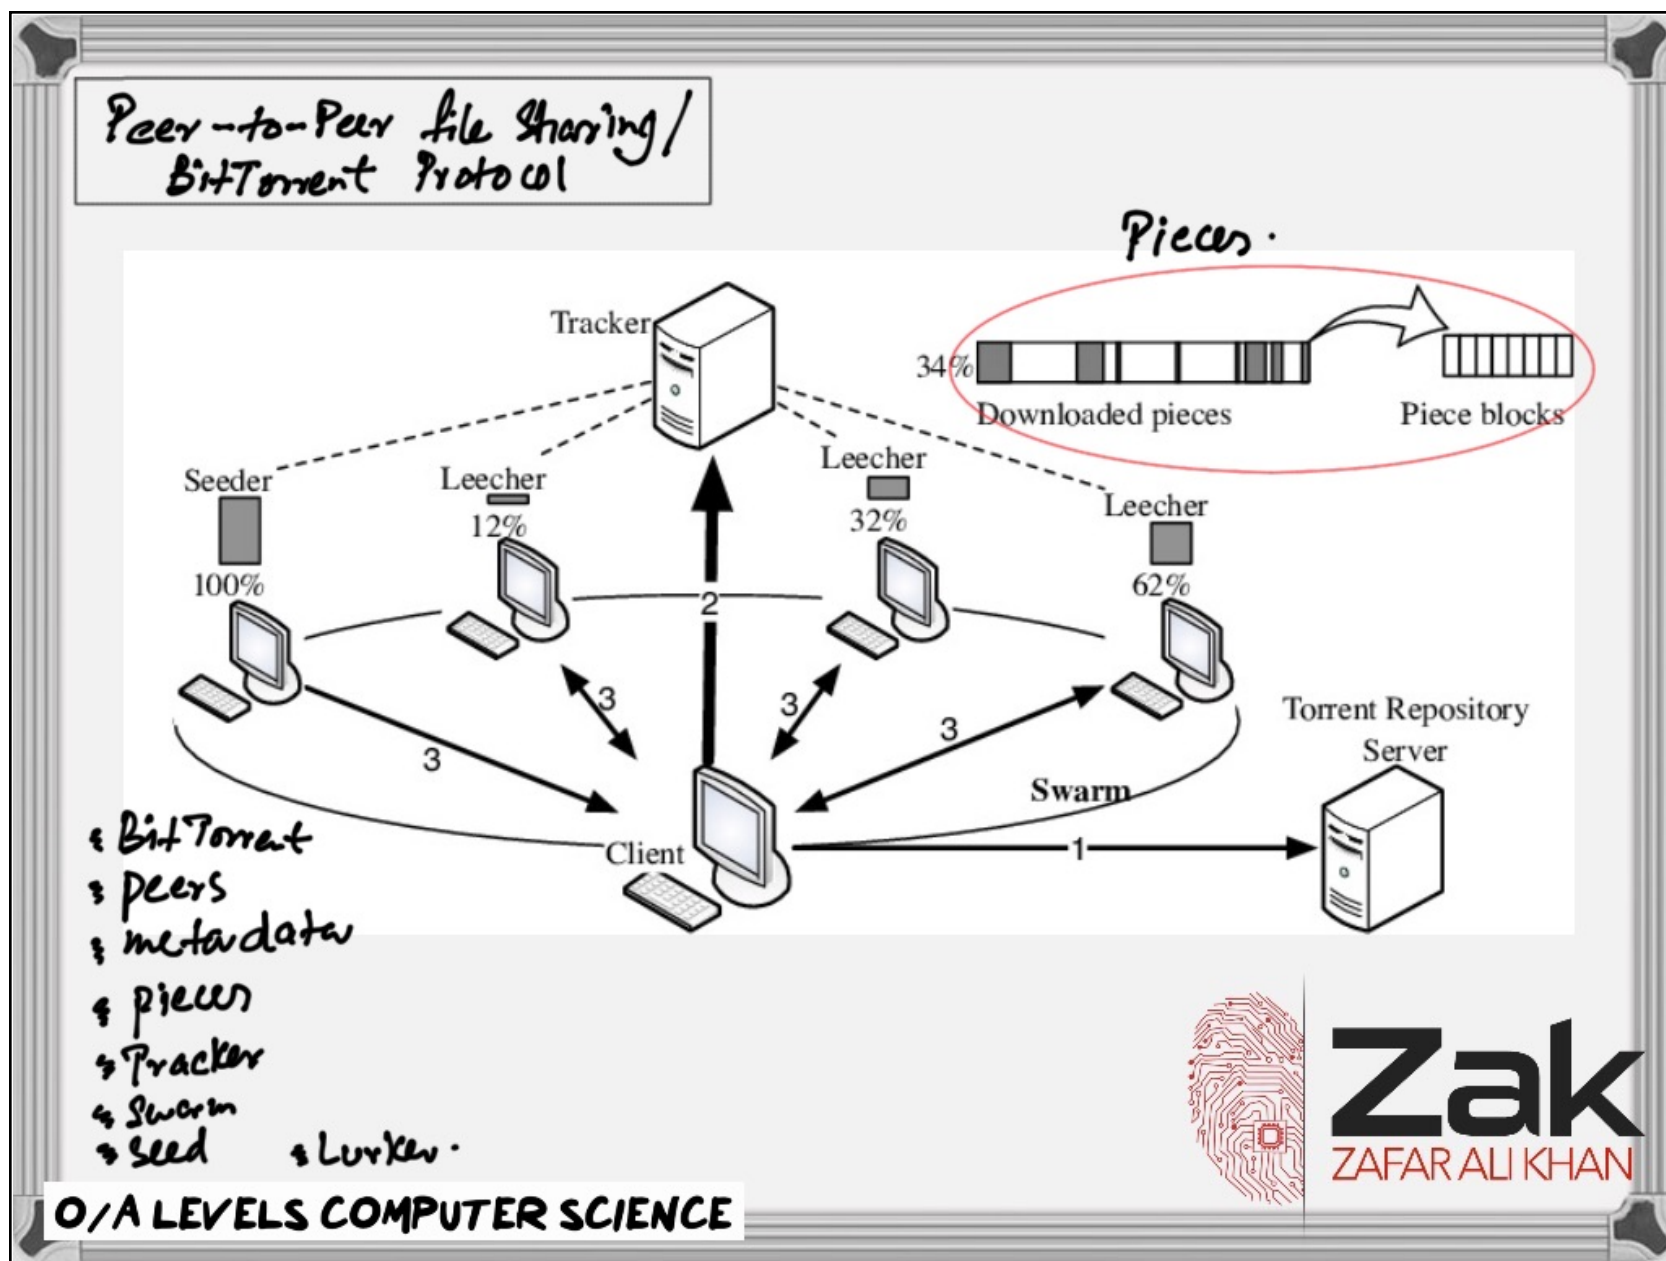 Peer-to-Peer file Sharing/
BitTorrent Protocol
Pieces.
Tracker
34%
Downloaded pieces
Piece blocks
Seeder
100%
Leecher
12%
Leecher
32%
Leecher
62%
2
3
3
3
3
Torrent Repository
Server
Swarm
Client
1
BitTorrent
peers
metadata
pieces
Tracker
Swarm
Seed
Lurker.
Zak
ZAFAR ALI KHAN
O/A LEVELS COMPUTER SCIENCE